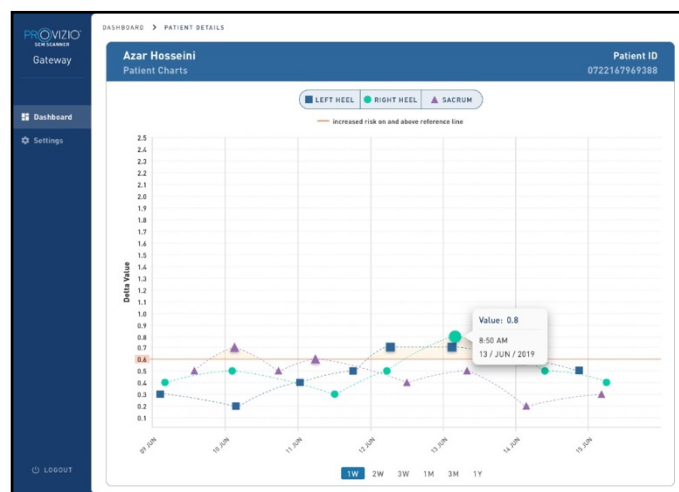 PROVIZIO
SEM SCANNER
Gateway
Dashboard
Settings
LOGOUT
DASHBOARD > PATIENT DETAILS
Azar Hosseini
Patient Charts
Patient ID
0722167969388
LEFT HEEL
RIGHT HEEL
SACRUM
increased risk on and above reference line
Delta Value
2.5
2.4
2.3
2.2
2.1
2.0
1.9
1.8
1.7
1.6
1.5
1.4
1.3
1.2
1.1
1.0
0.9
0.8
0.7
0.6
0.5
0.4
0.3
0.2
0.1
Value: 0.8
8:50 AM
13 / JUN / 2019
09 JUN
10 JUN
11 JUN
12 JUN
13 JUN
14 JUN
15 JUN
1W 2W 3W 1M 3M 1Y